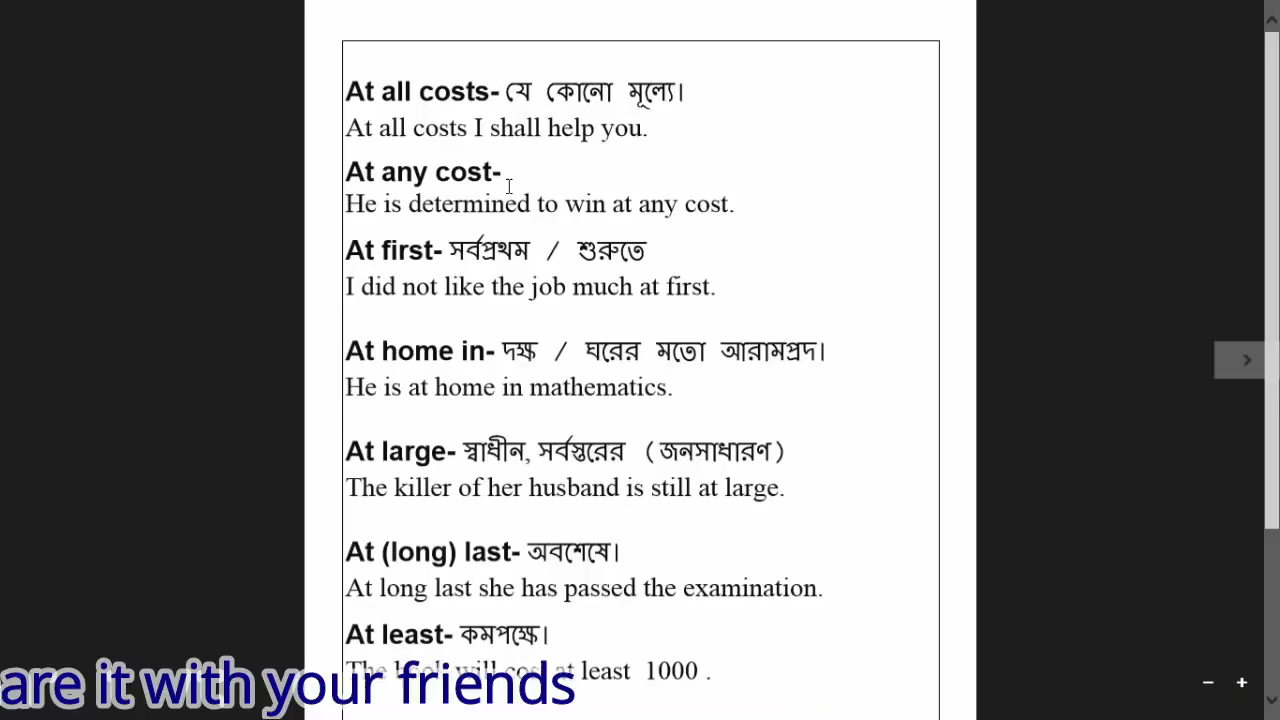 At all costs- যে কোনো মূল্যে।
At all costs I shall help you.
At any cost-
He is determined to win at any cost.
At first- সর্বপ্রথম / শুরুতে
I did not like the job much at first.
At home in- দক্ষ / ঘরের মতো আরামপ্রদ।
He is at home in mathematics.
At large- স্বাধীন, সর্বস্তরের (জনসাধারণ)
The killer of her husband is still at large.
At (long) last- অবশেষে।
At long last she has passed the examination.
At least- কমপক্ষে।
The book will cost at least 1000 .
are it with your friends